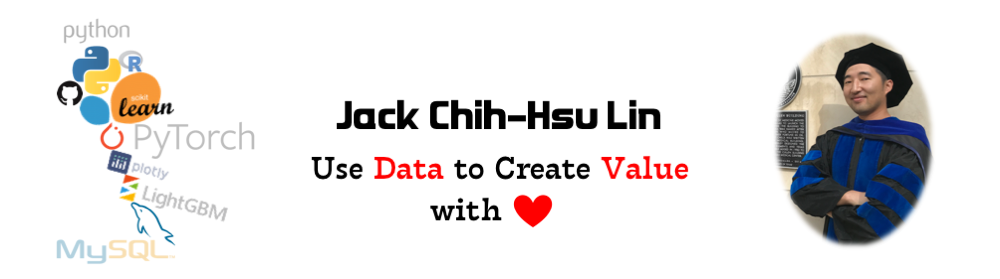 python
R
scikit
learn
PyTorch
plotly
LightGBM
MySQL
Jack Chih-Hsu Lin
Use Data to Create Value
with